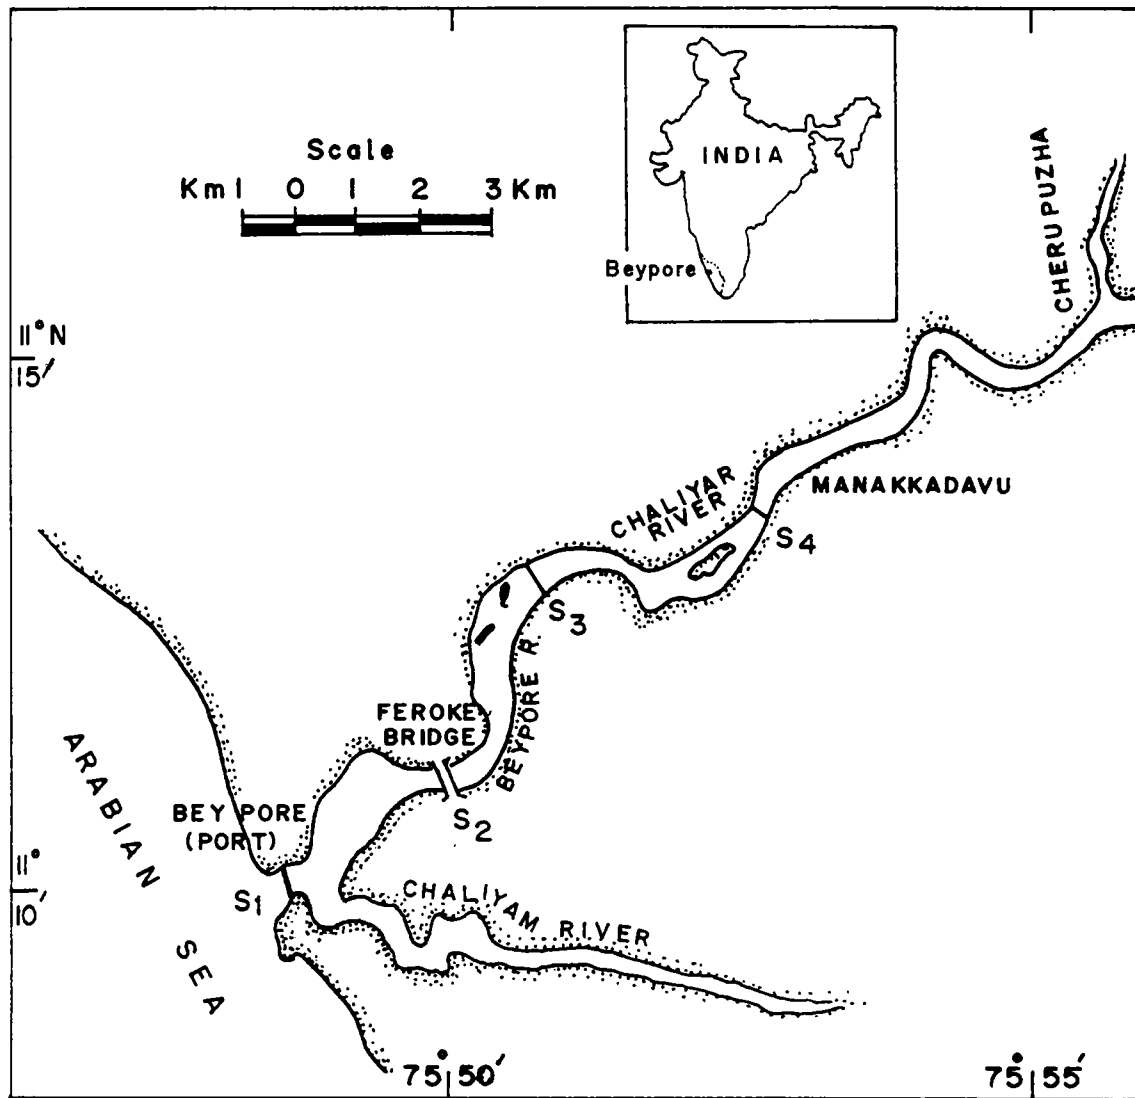 Scale
Km 1 0 1 2 3 Km
INDIA
Beypore
CHERUPUZHA
11° N
15′
MANAKKADAVU
CHALIYAR
RIVER
S4
S3
BEYPORE R.
FEROKE
BRIDGE
S2
ARABIAN SEA
BEY PORE
(PORT)
11°
10′
S1
CHALIYAM RIVER
75° 50′
75° 55′